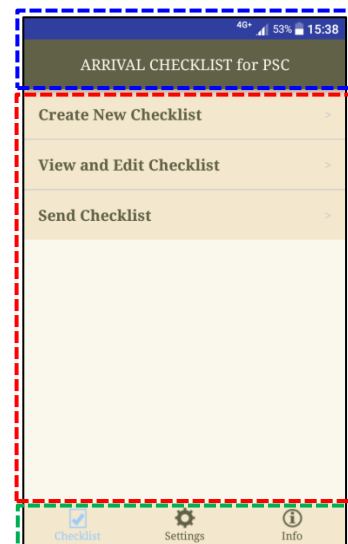 4G+ 53% 15:38
ARRIVAL CHECKLIST for PSC
Create New Checklist >
View and Edit Checklist >
Send Checklist >
Checklist Settings Info